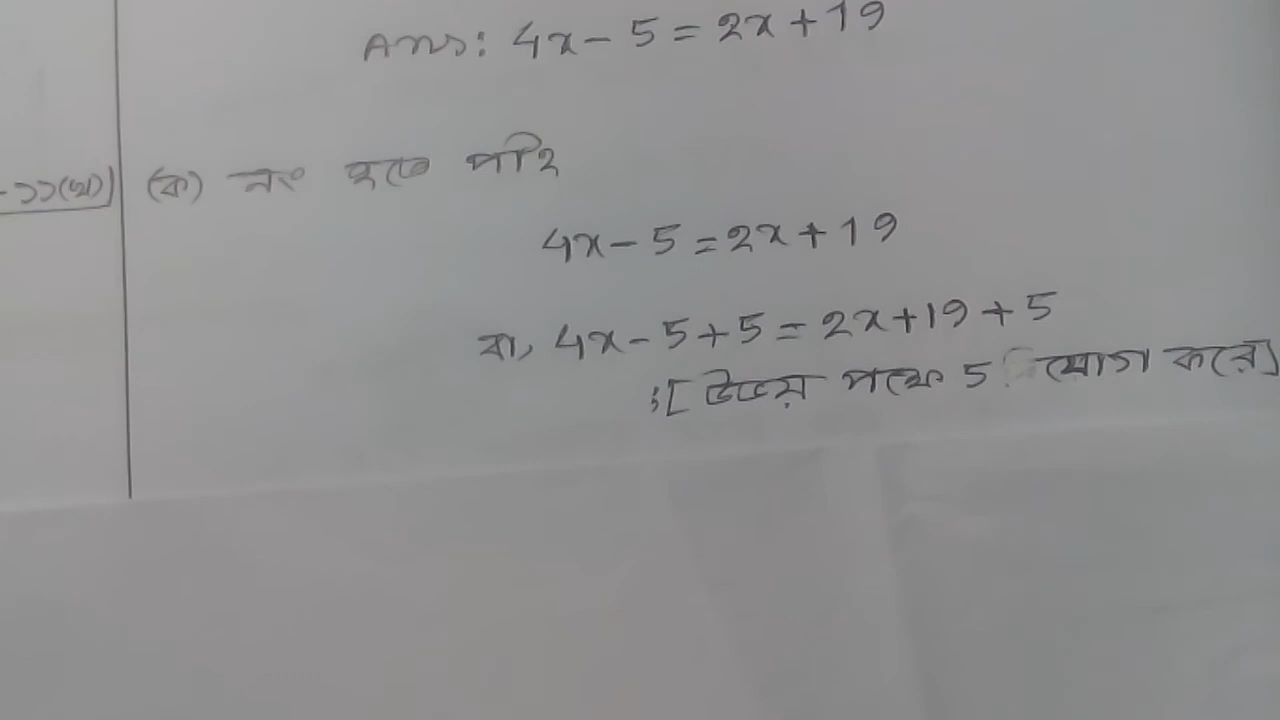 Ans: 4x - 5 = 2x + 19
-১১(খ) (ক) নং হতে পাই
4x - 5 = 2x + 19
বা, 4x - 5 + 5 = 2x + 19 + 5
;[উভয় পক্ষে 5 যোগ করে]